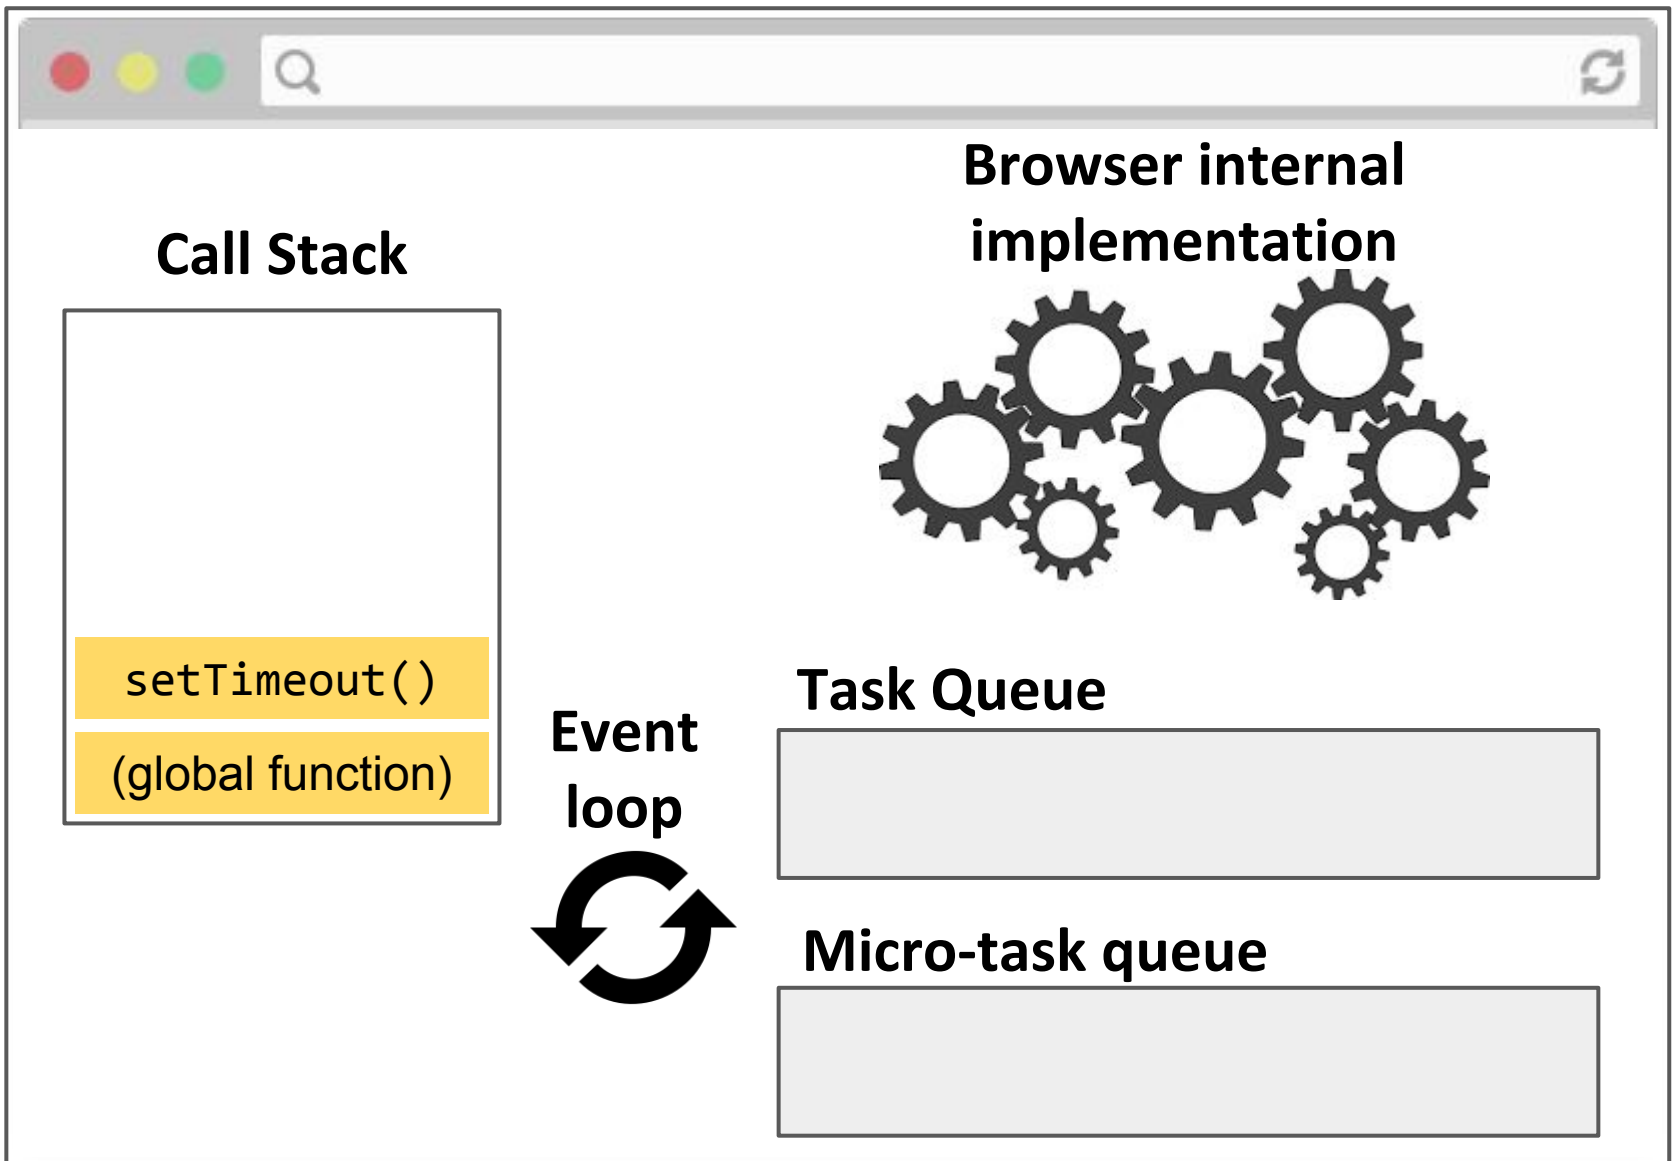 Browser internal
implementation
Call Stack
setTimeout()
(global function)
Event
loop
Task Queue
Micro-task queue